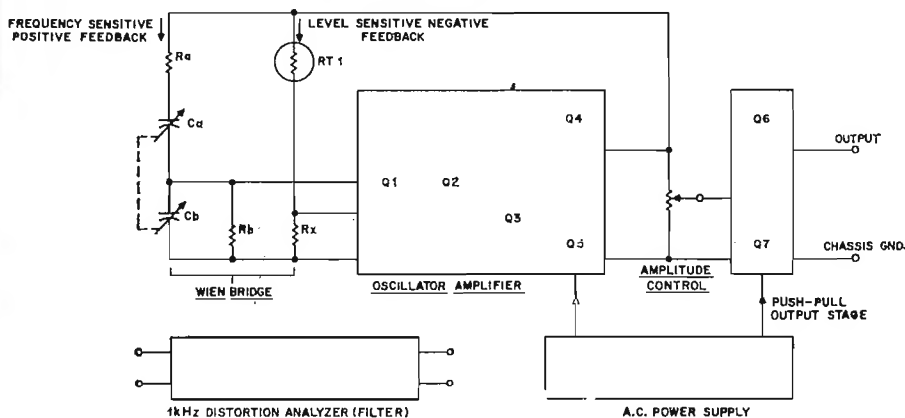 FREQUENCY SENSITIVE
POSITIVE FEEDBACK
LEVEL SENSITIVE NEGATIVE
FEEDBACK
Ra
RT 1
Ca
Cb
Rb
Rx
Q1
Q2
Q3
Q4
Q5
Q6
Q7
OUTPUT
CHASSIS GND.
WIEN BRIDGE
OSCILLATOR AMPLIFIER
AMPLITUDE
CONTROL
PUSH-PULL
OUTPUT STAGE
1kHz DISTORTION ANALYZER (FILTER)
A.C. POWER SUPPLY